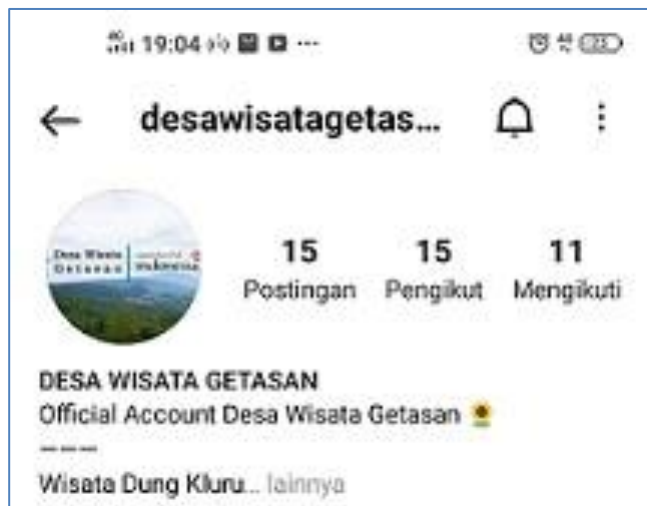 19:04
desawisatagetas...
Desa Wisata
Getasan
indonesia
15 15 11
Postingan Pengikut Mengikuti
DESA WISATA GETASAN
Official Account Desa Wisata Getasan 🌻
---
Wisata Dung Kluru... lainnya